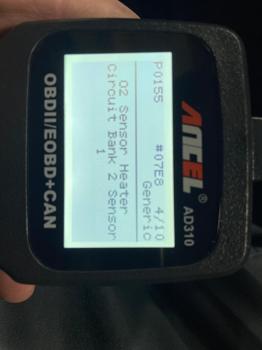 ANCEL®
AD310
P0155 #07E8 4/10
Generic
O2 Sensor Heater
Circuit Bank 2 Sensor
1
OBDII/EOBD+CAN